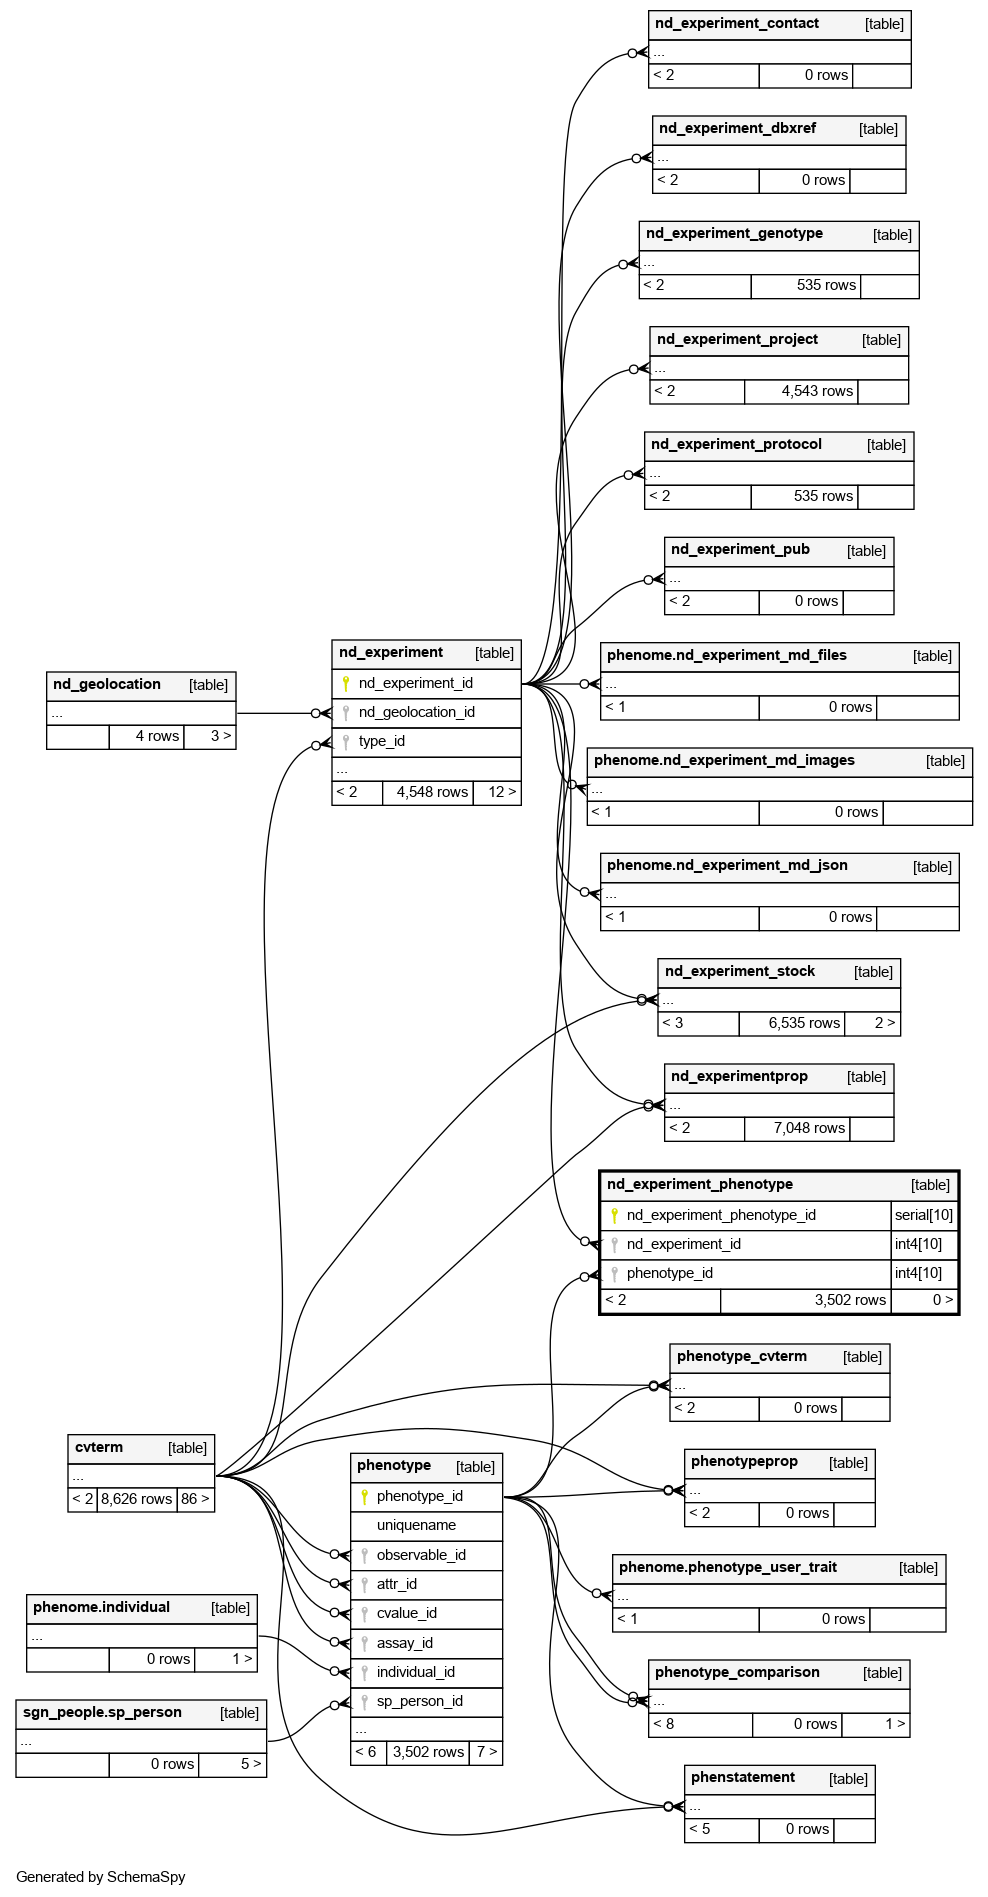 nd_experiment_contact [table]
...
< 2 0 rows
nd_experiment_dbxref [table]
...
< 2 0 rows
nd_experiment_genotype [table]
...
< 2 535 rows
nd_experiment_project [table]
...
< 2 4,543 rows
nd_experiment_protocol [table]
...
< 2 535 rows
nd_experiment_pub [table]
...
< 2 0 rows
nd_experiment [table]
nd_experiment_id
nd_geolocation_id
type_id
...
< 2 4,548 rows 12 >
nd_geolocation [table]
...
4 rows 3 >
phenome.nd_experiment_md_files [table]
...
< 1 0 rows
phenome.nd_experiment_md_images [table]
...
< 1 0 rows
phenome.nd_experiment_md_json [table]
...
< 1 0 rows
nd_experiment_stock [table]
...
< 3 6,535 rows 2 >
nd_experimentprop [table]
...
< 2 7,048 rows
nd_experiment_phenotype [table]
nd_experiment_phenotype_id serial[10]
nd_experiment_id int4[10]
phenotype_id int4[10]
< 2 3,502 rows 0 >
phenotype_cvterm [table]
...
< 2 0 rows
cvterm [table]
...
< 2 8,626 rows 86 >
phenotype [table]
phenotype_id
uniquename
observable_id
attr_id
cvalue_id
assay_id
individual_id
sp_person_id
...
< 6 3,502 rows 7 >
phenotypeprop [table]
...
< 2 0 rows
phenome.phenotype_user_trait [table]
...
< 1 0 rows
phenome.individual [table]
...
0 rows 1 >
phenotype_comparison [table]
...
< 8 0 rows 1 >
sgn_people.sp_person [table]
...
0 rows 5 >
phenstatement [table]
...
< 5 0 rows
Generated by SchemaSpy